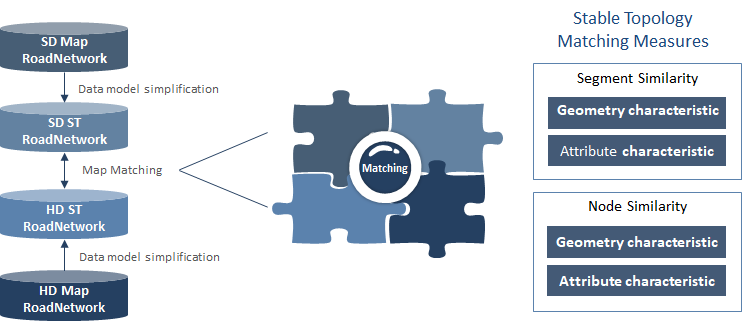 SD Map
RoadNetwork
Data model simplification
SD ST
RoadNetwork
Map Matching
HD ST
RoadNetwork
Data model simplification
HD Map
RoadNetwork
Matching
Stable Topology
Matching Measures
Segment Similarity
Geometry characteristic
Attribute characteristic
Node Similarity
Geometry characteristic
Attribute characteristic